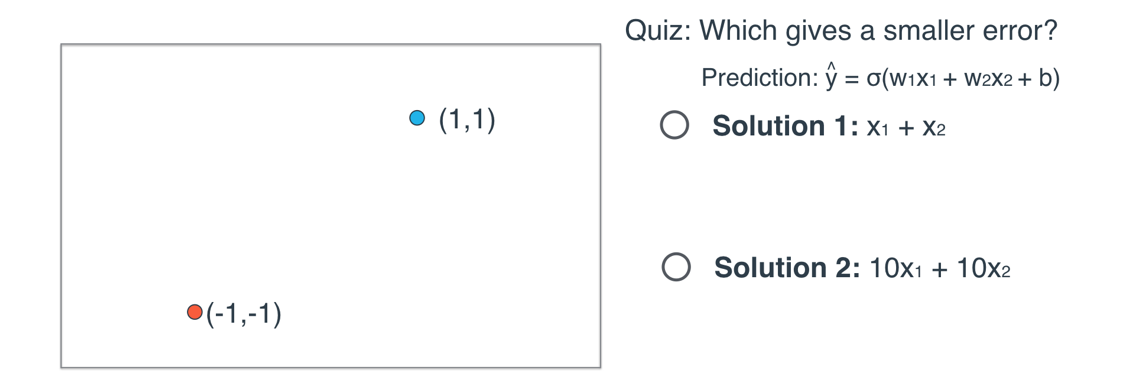 Quiz: Which gives a smaller error?
Prediction: ŷ = σ(w1x1 + w2x2 + b)
(1,1)
Solution 1: x1 + x2
Solution 2: 10x1 + 10x2
(-1,-1)